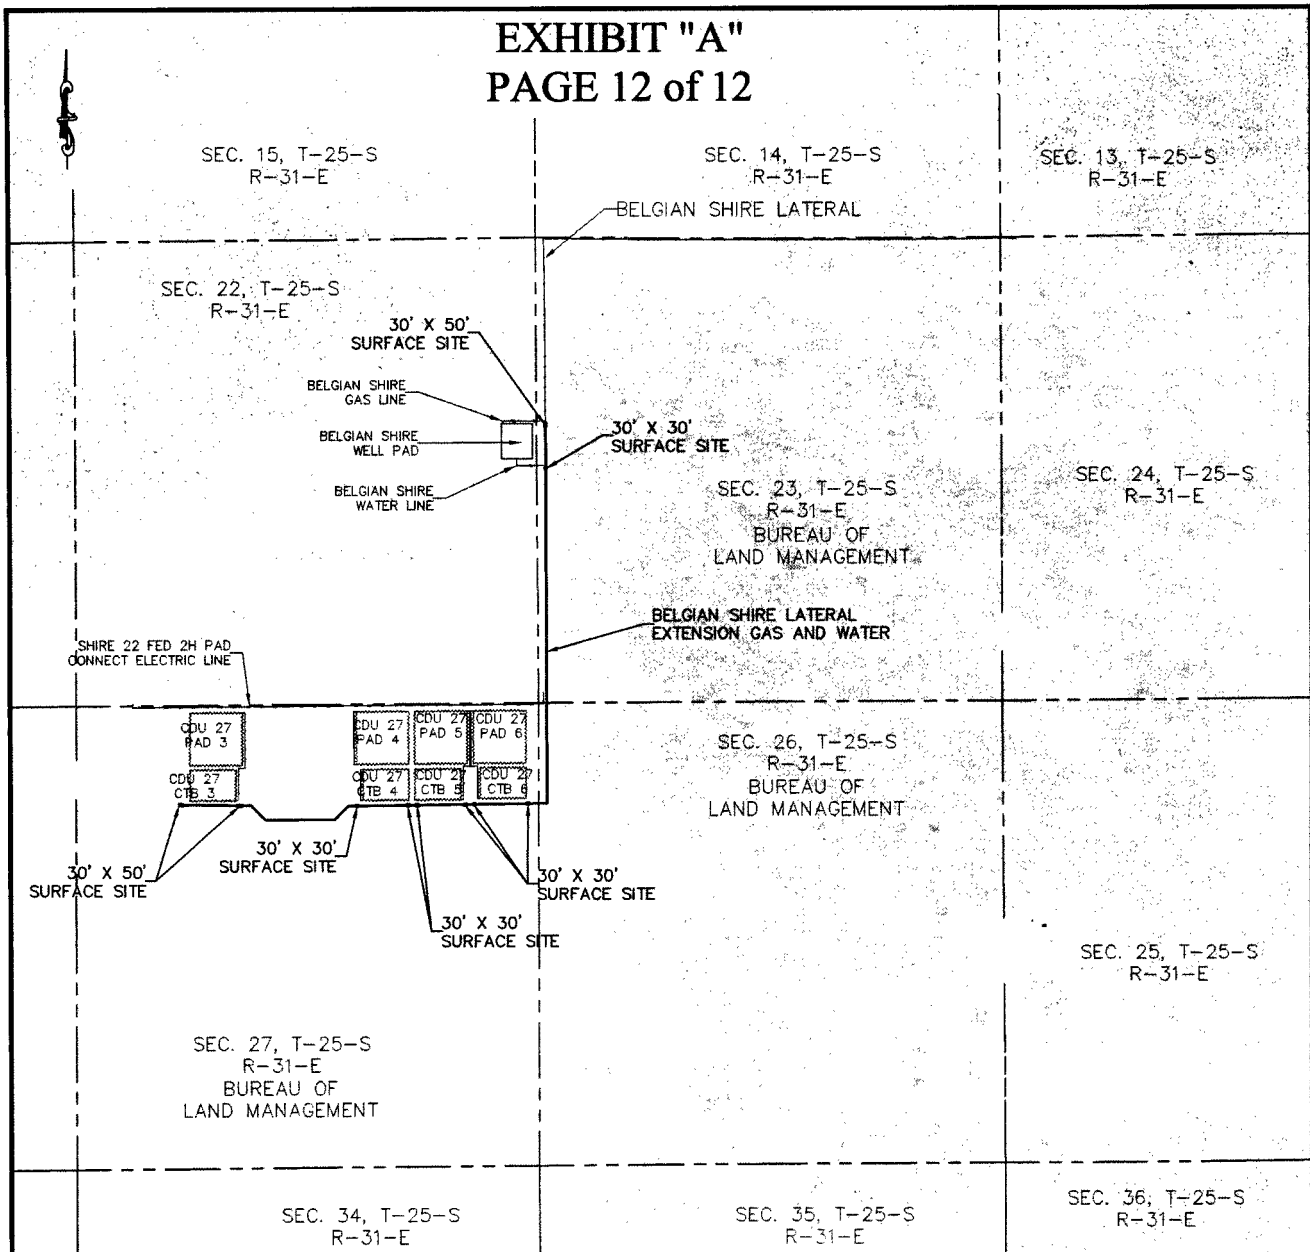 EXHIBIT "A"
PAGE 12 of 12
SEC. 15, T-25-S
R-31-E
SEC. 14, T-25-S
R-31-E
SEC. 13, T-25-S
R-31-E
BELGIAN SHIRE LATERAL
SEC. 22, T-25-S
R-31-E
30' X 50'
SURFACE SITE
BELGIAN SHIRE
GAS LINE
BELGIAN SHIRE
WELL PAD
BELGIAN SHIRE
WATER LINE
30' X 30'
SURFACE SITE
SEC. 23, T-25-S
R-31-E
BUREAU OF
LAND MANAGEMENT
SEC. 24, T-25-S
R-31-E
BELGIAN SHIRE LATERAL
EXTENSION GAS AND WATER
SHIRE 22 FED 2H PAD
CONNECT ELECTRIC LINE
CDU 27
PAD 3
CDU 27
PAD 4
CDU 27
PAD 5
CDU 27
PAD 6
CDU 27
CTB 3
CDU 27
CTB 4
CDU 27
CTB 5
CDU 27
CTB 6
SEC. 26, T-25-S
R-31-E
BUREAU OF
LAND MANAGEMENT
30' X 50'
SURFACE SITE
30' X 30'
SURFACE SITE
30' X 30'
SURFACE SITE
30' X 30'
SURFACE SITE
SEC. 25, T-25-S
R-31-E
SEC. 27, T-25-S
R-31-E
BUREAU OF
LAND MANAGEMENT
SEC. 34, T-25-S
R-31-E
SEC. 35, T-25-S
R-31-E
SEC. 36, T-25-S
R-31-E